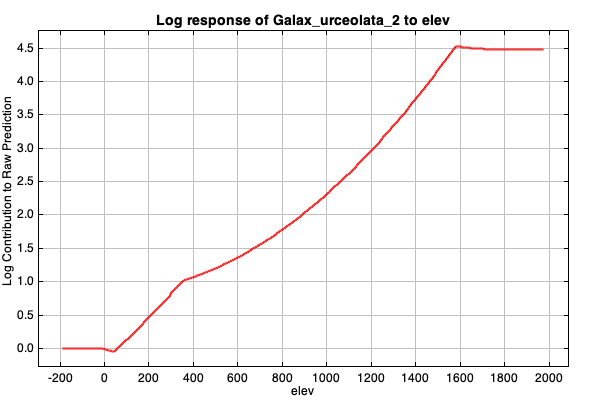 Log response of Galax_urceolata_2 to elev
Log Contribution to Raw Prediction
4.5
4.0
3.5
3.0
2.5
2.0
1.5
1.0
0.5
0.0
-200 0 200 400 600 800 1000 1200 1400 1600 1800 2000
elev